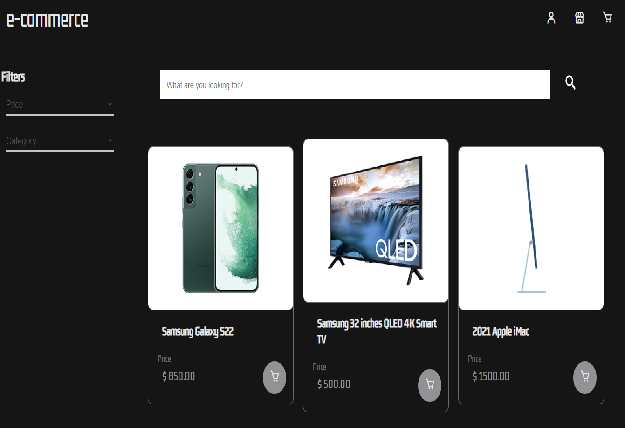 e-commerce
Filters
What are you looking for?
Price
Category
SAMSUNG
QLED
Samsung Galaxy S22
Samsung 32 inches QLED 4K Smart
TV
2021 Apple iMac
Price
$ 850.00
Price
$ 500.00
Price
$ 1500.00